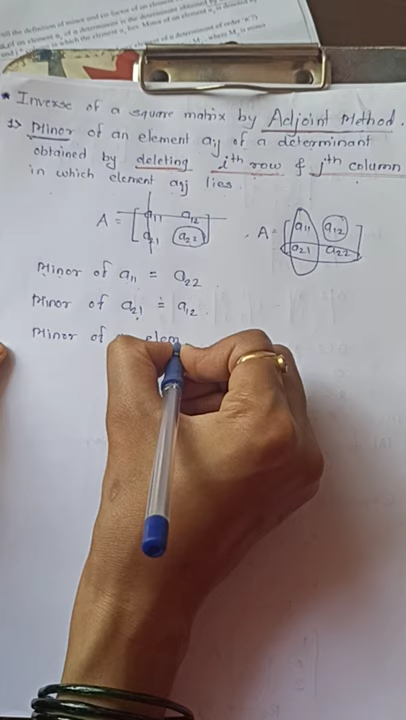 * Inverse of a square matrix by Adjoint Method.
1> Minor of an element aij of a determinant
obtained by deleting ith row & jth column
in which element aij lies.
A = [a11 a12
a21 a22]
A = [a11 a12
a21 a22]
Minor of a11 = a22
Minor of a21 = a12.
Minor of elem